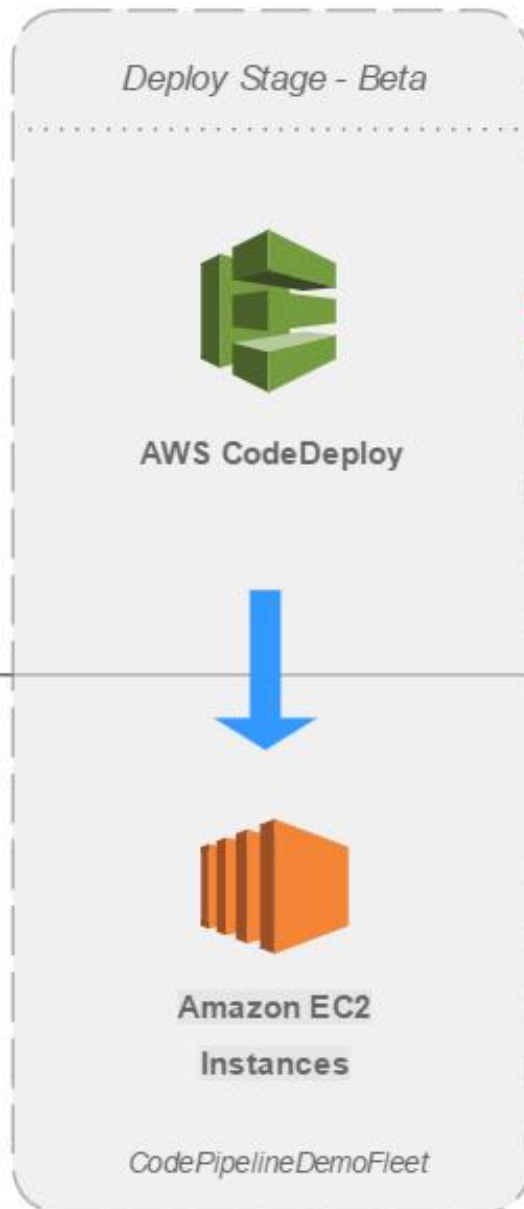 Deploy Stage - Beta
AWS CodeDeploy
Amazon EC2
Instances
CodePipelineDemoFleet